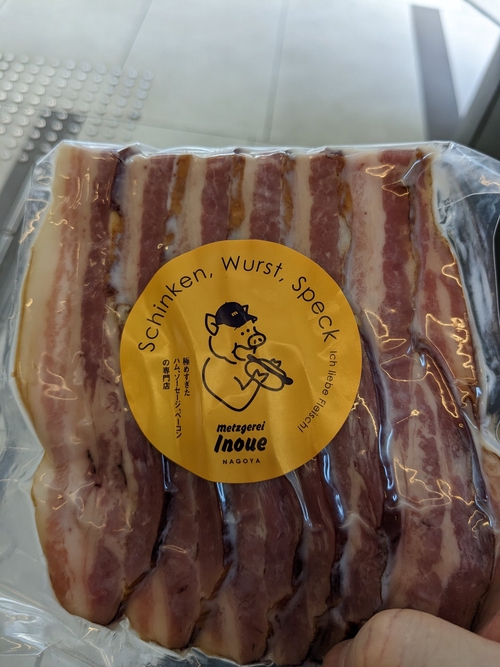 Schinken, Wurst, Speck
Ich liebe Fleisch!
極めすぎた
ハム、ソーセージ、ベーコン
の専門店
metzgerei
Inoue
NAGOYA